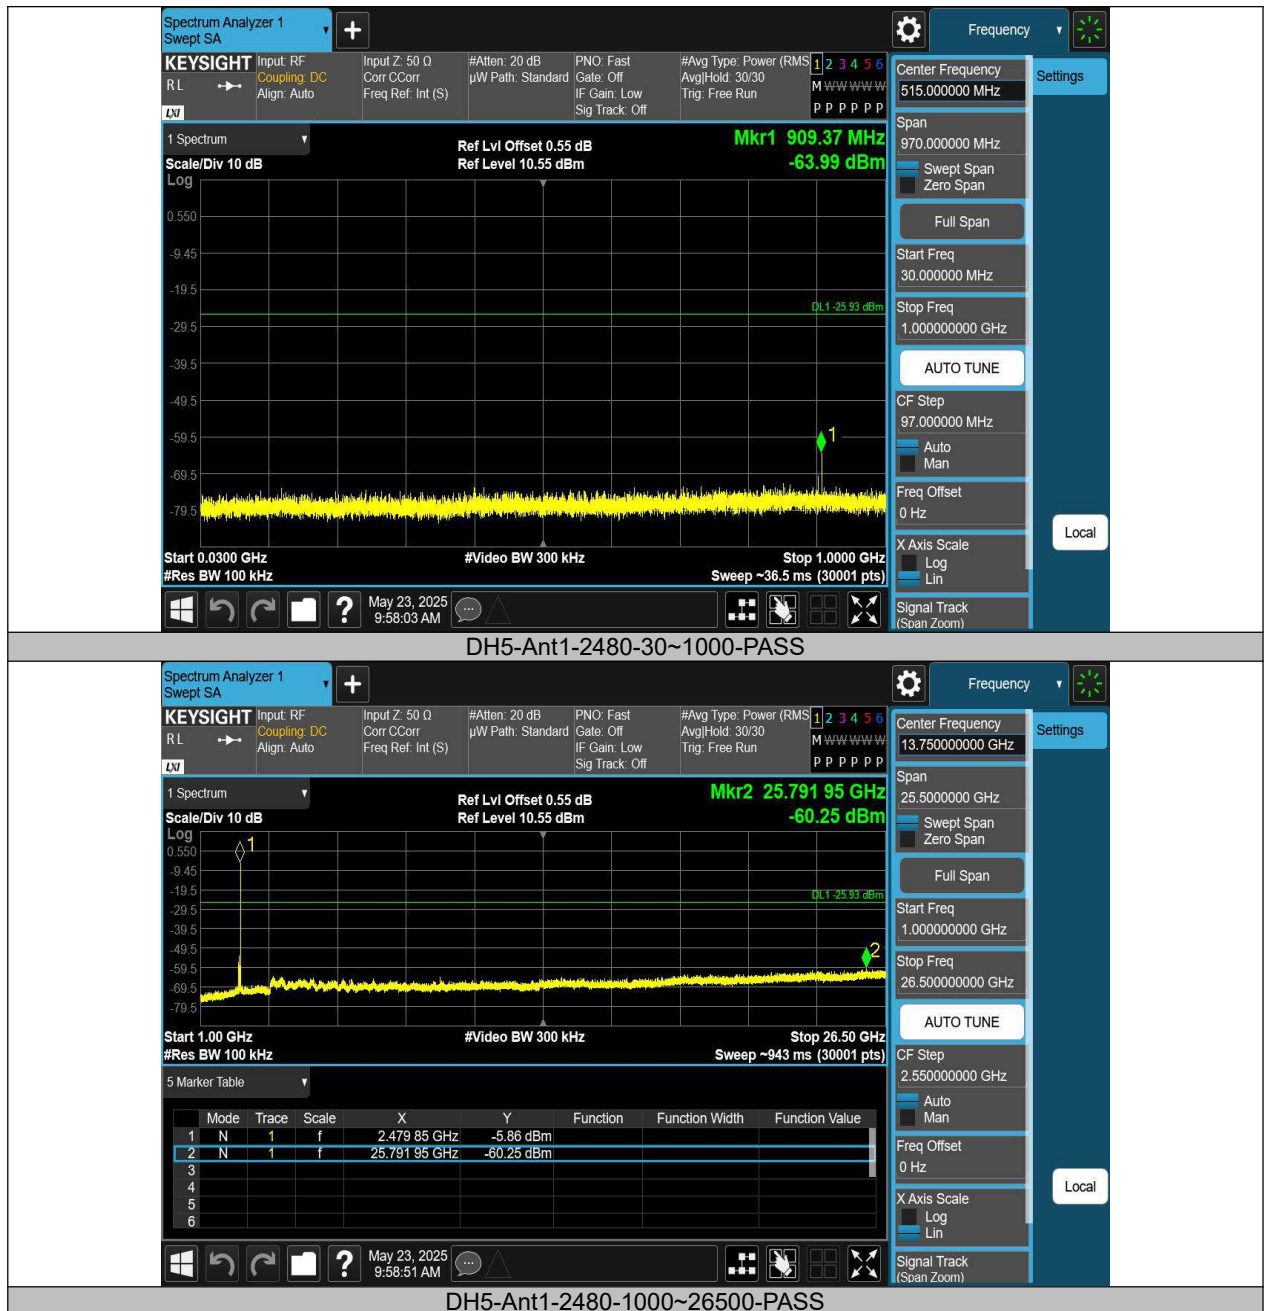 Spectrum Analyzer 1
Swept SA
Frequency
KEYSIGHT
RL
LXI
Input: RF
Coupling: DC
Align: Auto
Input Z: 50 Ω
Corr CCorr
Freq Ref: Int (S)
#Atten: 20 dB
µW Path: Standard
PNO: Fast
Gate: Off
IF Gain: Low
Sig Track: Off
#Avg Type: Power (RMS
Avg|Hold: 30/30
Trig: Free Run
1 2 3 4 5 6
M W W W W W
P P P P P P
1 Spectrum
Scale/Div 10 dB
Ref Lvl Offset 0.55 dB
Ref Level 10.55 dBm
Mkr1 909.37 MHz
-63.99 dBm
Log
0.550
-9.45
-19.5
DL1 -25.93 dBm
-29.5
-39.5
-49.5
-59.5
1
-69.5
-79.5
Start 0.0300 GHz
#Video BW 300 kHz
Stop 1.0000 GHz
#Res BW 100 kHz
Sweep ~36.5 ms (30001 pts)
May 23, 2025
9:58:03 AM
Center Frequency
515.000000 MHz
Settings
Span
970.000000 MHz
Swept Span
Zero Span
Full Span
Start Freq
30.000000 MHz
Stop Freq
1.000000000 GHz
AUTO TUNE
CF Step
97.000000 MHz
Auto
Man
Freq Offset
0 Hz
Local
X Axis Scale
Log
Lin
Signal Track
(Span Zoom)
DH5-Ant1-2480-30~1000-PASS
Spectrum Analyzer 1
Swept SA
Frequency
KEYSIGHT
RL
LXI
Input: RF
Coupling: DC
Align: Auto
Input Z: 50 Ω
Corr CCorr
Freq Ref: Int (S)
#Atten: 20 dB
µW Path: Standard
PNO: Fast
Gate: Off
IF Gain: Low
Sig Track: Off
#Avg Type: Power (RMS
Avg|Hold: 30/30
Trig: Free Run
1 2 3 4 5 6
M W W W W W
P P P P P P
1 Spectrum
Scale/Div 10 dB
Ref Lvl Offset 0.55 dB
Ref Level 10.55 dBm
Mkr2 25.791 95 GHz
-60.25 dBm
Log
1
0.550
-9.45
-19.5
DL1 -25.93 dBm
-29.5
-39.5
-49.5
2
-59.5
-69.5
-79.5
Start 1.00 GHz
#Video BW 300 kHz
Stop 26.50 GHz
#Res BW 100 kHz
Sweep ~943 ms (30001 pts)
5 Marker Table
Mode Trace Scale X Y Function Function Width Function Value
1 N 1 f 2.479 85 GHz -5.86 dBm
2 N 1 f 25.791 95 GHz -60.25 dBm
3
4
5
6
May 23, 2025
9:58:51 AM
Center Frequency
13.750000000 GHz
Settings
Span
25.5000000 GHz
Swept Span
Zero Span
Full Span
Start Freq
1.000000000 GHz
Stop Freq
26.500000000 GHz
AUTO TUNE
CF Step
2.550000000 GHz
Auto
Man
Freq Offset
0 Hz
Local
X Axis Scale
Log
Lin
Signal Track
(Span Zoom)
DH5-Ant1-2480-1000~26500-PASS